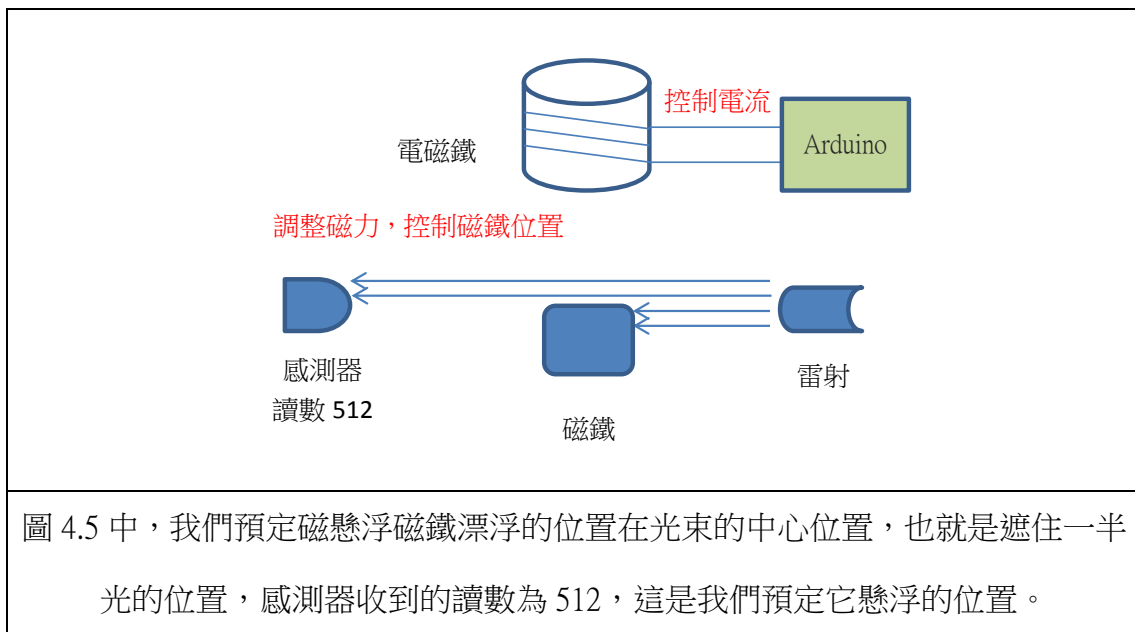 控制電流
Arduino
電磁鐵
調整磁力，控制磁鐵位置
感測器
讀數 512
雷射
磁鐵
圖 4.5 中，我們預定磁懸浮磁鐵漂浮的位置在光束的中心位置，也就是遮住一半
光的位置，感測器收到的讀數為 512，這是我們預定它懸浮的位置。